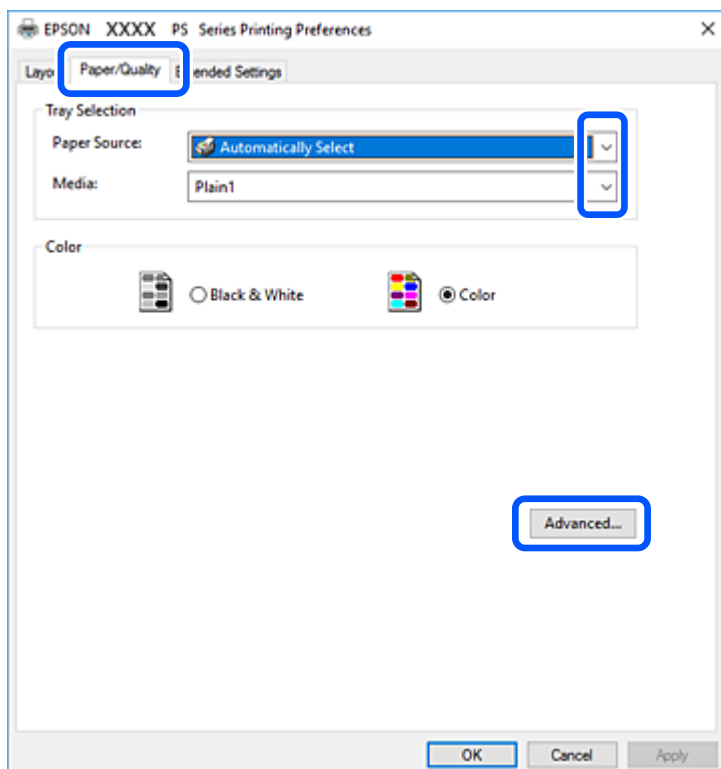 EPSON XXXX PS Series Printing Preferences
Paper/Quality
Tray Selection
Paper Source: Automatically Select
Media: Plain1
Color
Black & White Color
Advanced...
OK Cancel Apply